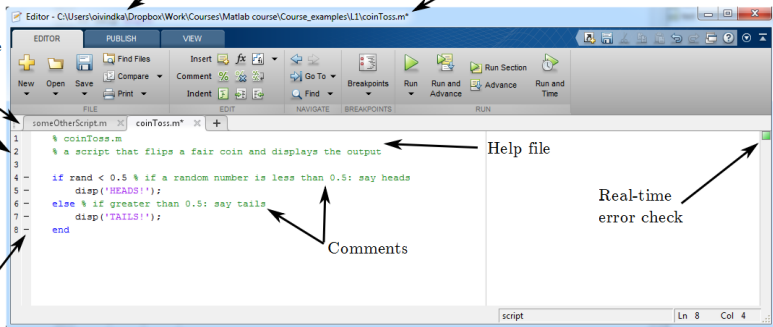 Editor - C:\Users\oivindka\Dropbox\Work\Courses\Matlab course\Course_examples\L1\coinToss.m*
EDITOR PUBLISH VIEW
New Open Save
Find Files
Compare
Print
FILE
Insert fx
Comment
Indent
EDIT
Go To
Find
NAVIGATE
Breakpoints
BREAKPOINTS
Run
Run and Advance
Run Section
Advance
Run and Time
RUN
someOtherScript.m coinToss.m* +
1 % coinToss.m
2 % a script that flips a fair coin and displays the output
3
4 - if rand < 0.5 % if a random number is less than 0.5: say heads
5 - disp('HEADS!');
6 - else % if greater than 0.5: say tails
7 - disp('TAILS!');
8 - end
Help file
Real-time
error check
Comments
script Ln 8 Col 4